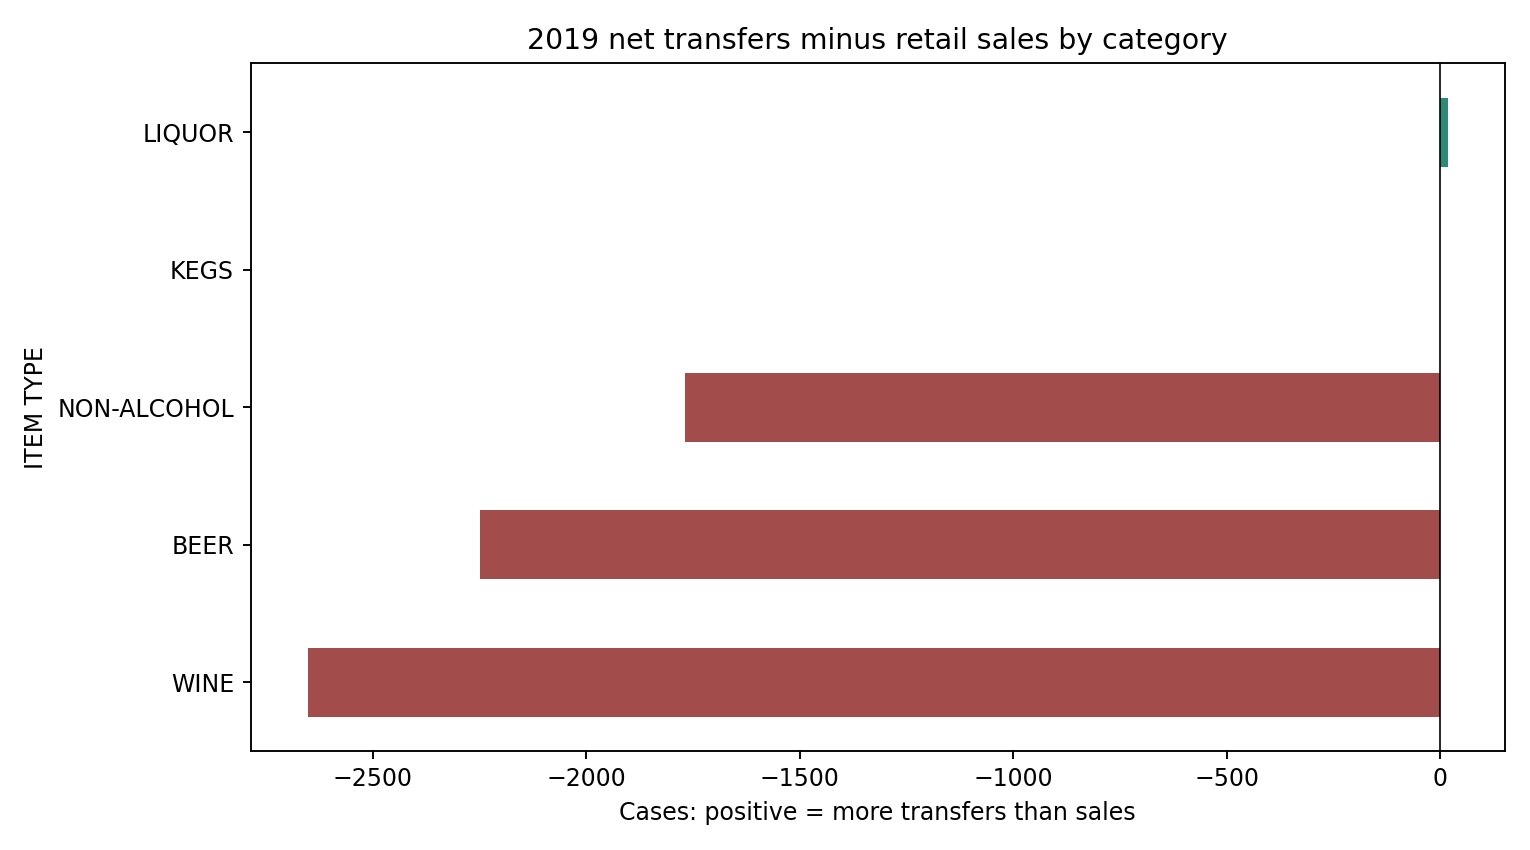 2019 net transfers minus retail sales by category
ITEM TYPE
LIQUOR
KEGS
NON-ALCOHOL
BEER
WINE
−2500 −2000 −1500 −1000 −500 0
Cases: positive = more transfers than sales